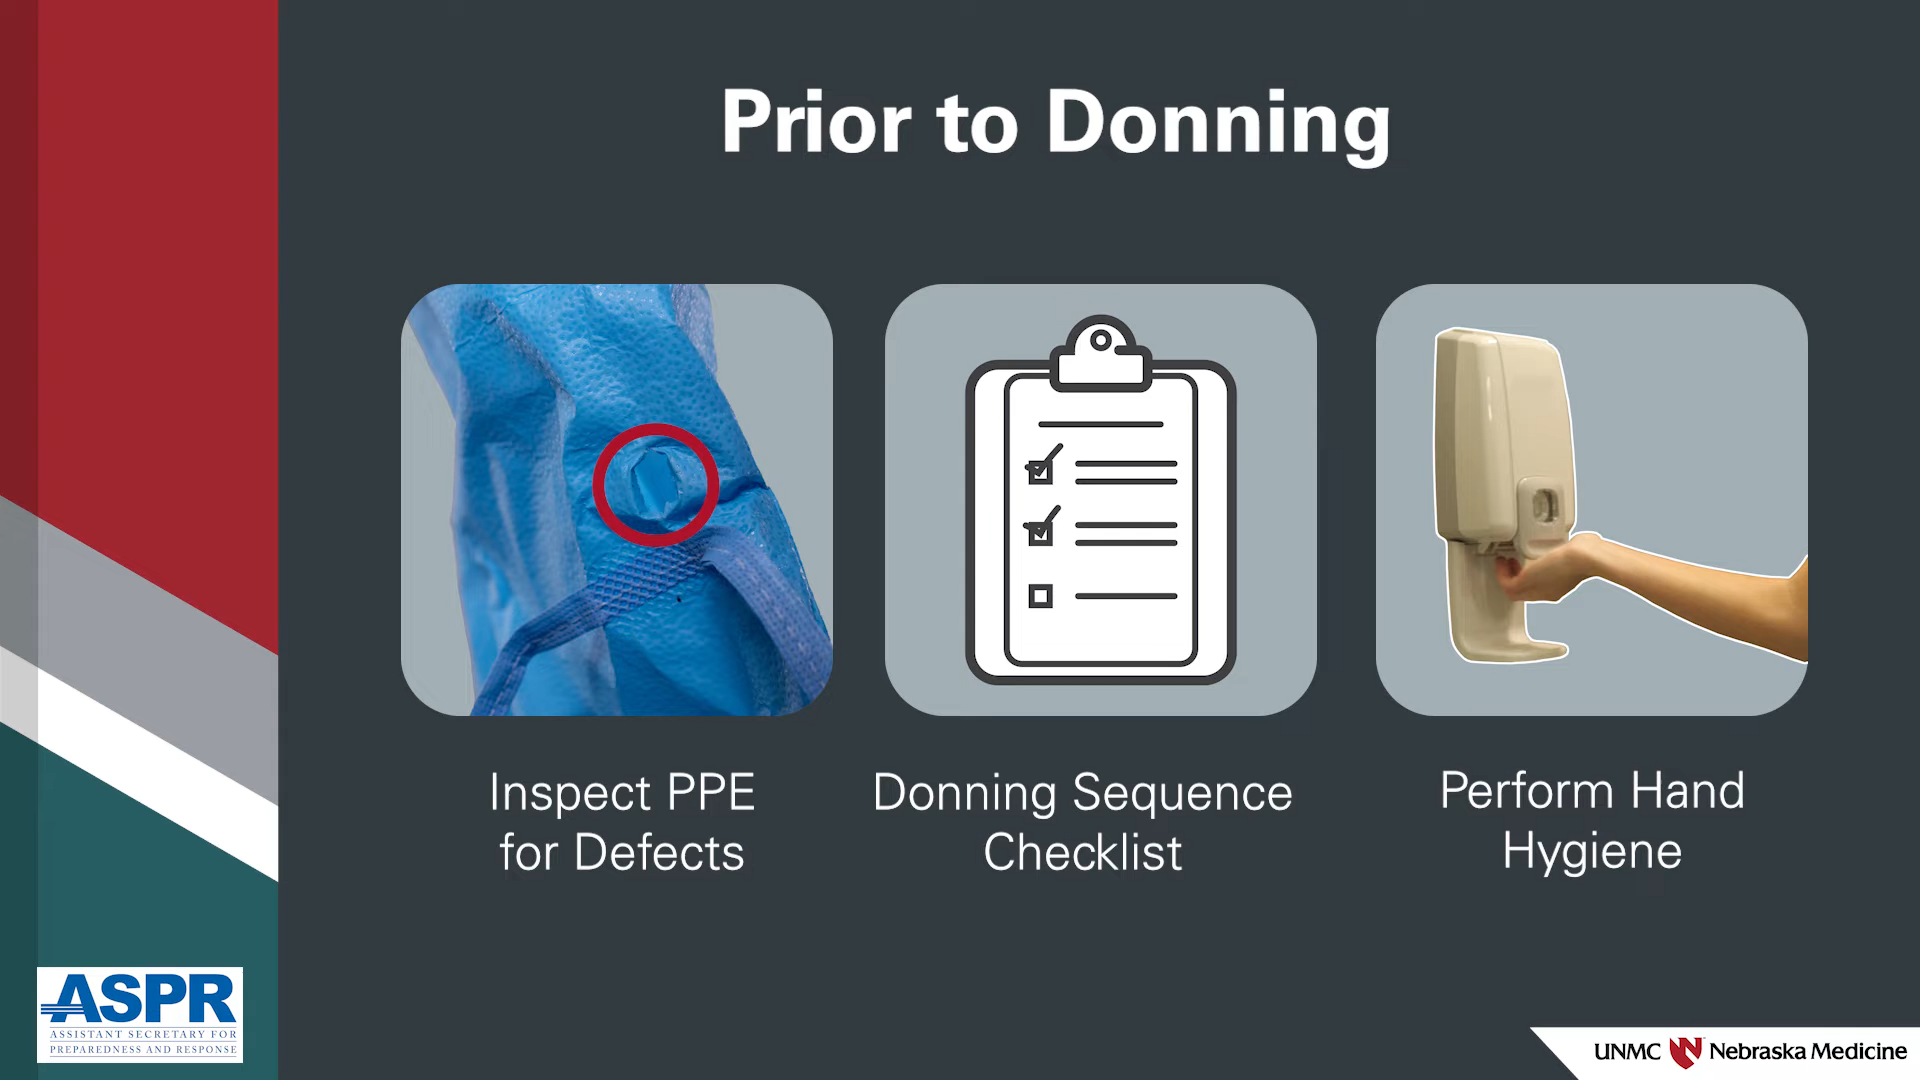 Prior to Donning
Inspect PPE
for Defects
Donning Sequence
Checklist
Perform Hand
Hygiene
ASPR
ASSISTANT SECRETARY FOR
PREPAREDNESS AND RESPONSE
UNMC Nebraska Medicine